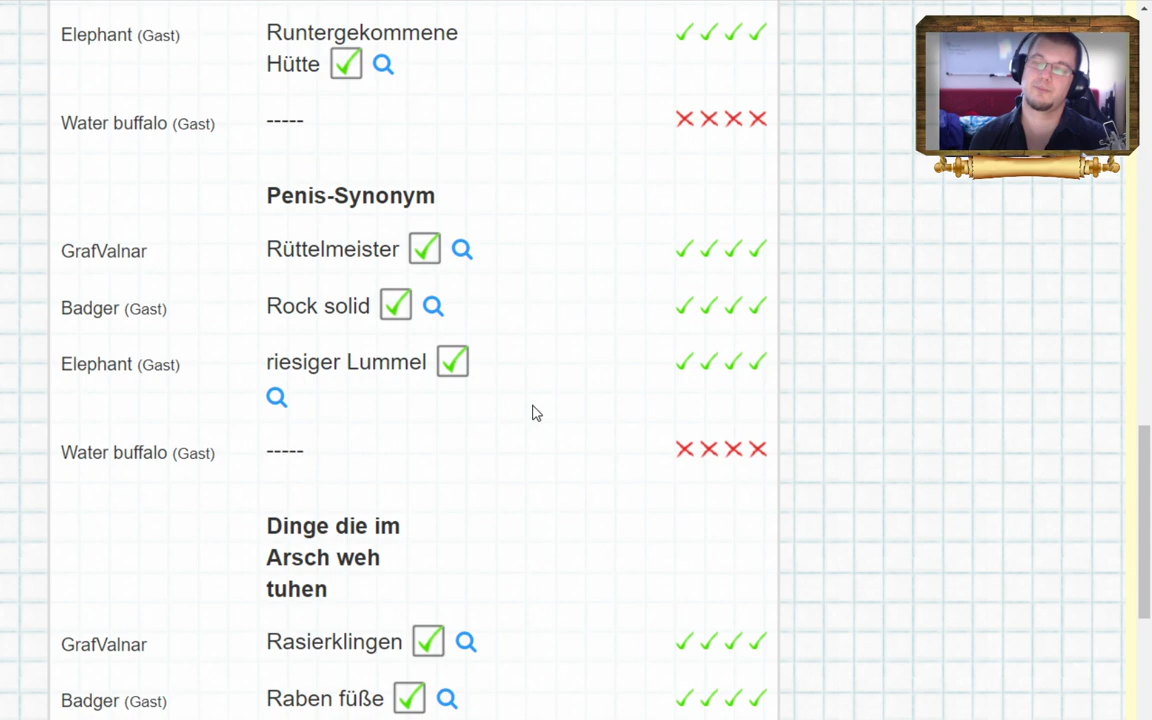 Elephant (Gast) Runtergekommene
Hütte
Water buffalo (Gast) -----
Penis-Synonym
GrafValnar Rüttelmeister
Badger (Gast) Rock solid
Elephant (Gast) riesiger Lummel
Water buffalo (Gast) -----
Dinge die im
Arsch weh
tuhen
GrafValnar Rasierklingen
Badger (Gast) Raben füße